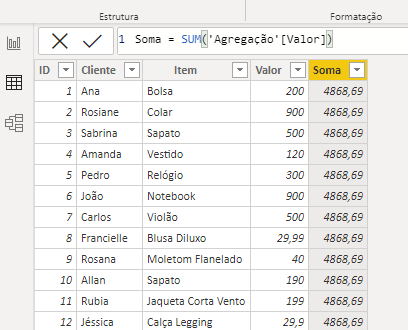 Estrutura Formatação
1 Soma = SUM('Agregação'[Valor])
ID Cliente Item Valor Soma
1 Ana Bolsa 200 4868,69
2 Rosiane Colar 900 4868,69
3 Sabrina Sapato 500 4868,69
4 Amanda Vestido 120 4868,69
5 Pedro Relógio 300 4868,69
6 João Notebook 900 4868,69
7 Carlos Violão 500 4868,69
8 Francielle Blusa Diluxo 29,99 4868,69
9 Rosana Moletom Flanelado 40 4868,69
10 Allan Sapato 190 4868,69
11 Rubia Jaqueta Corta Vento 199 4868,69
12 Jéssica Calça Legging 29,9 4868,69